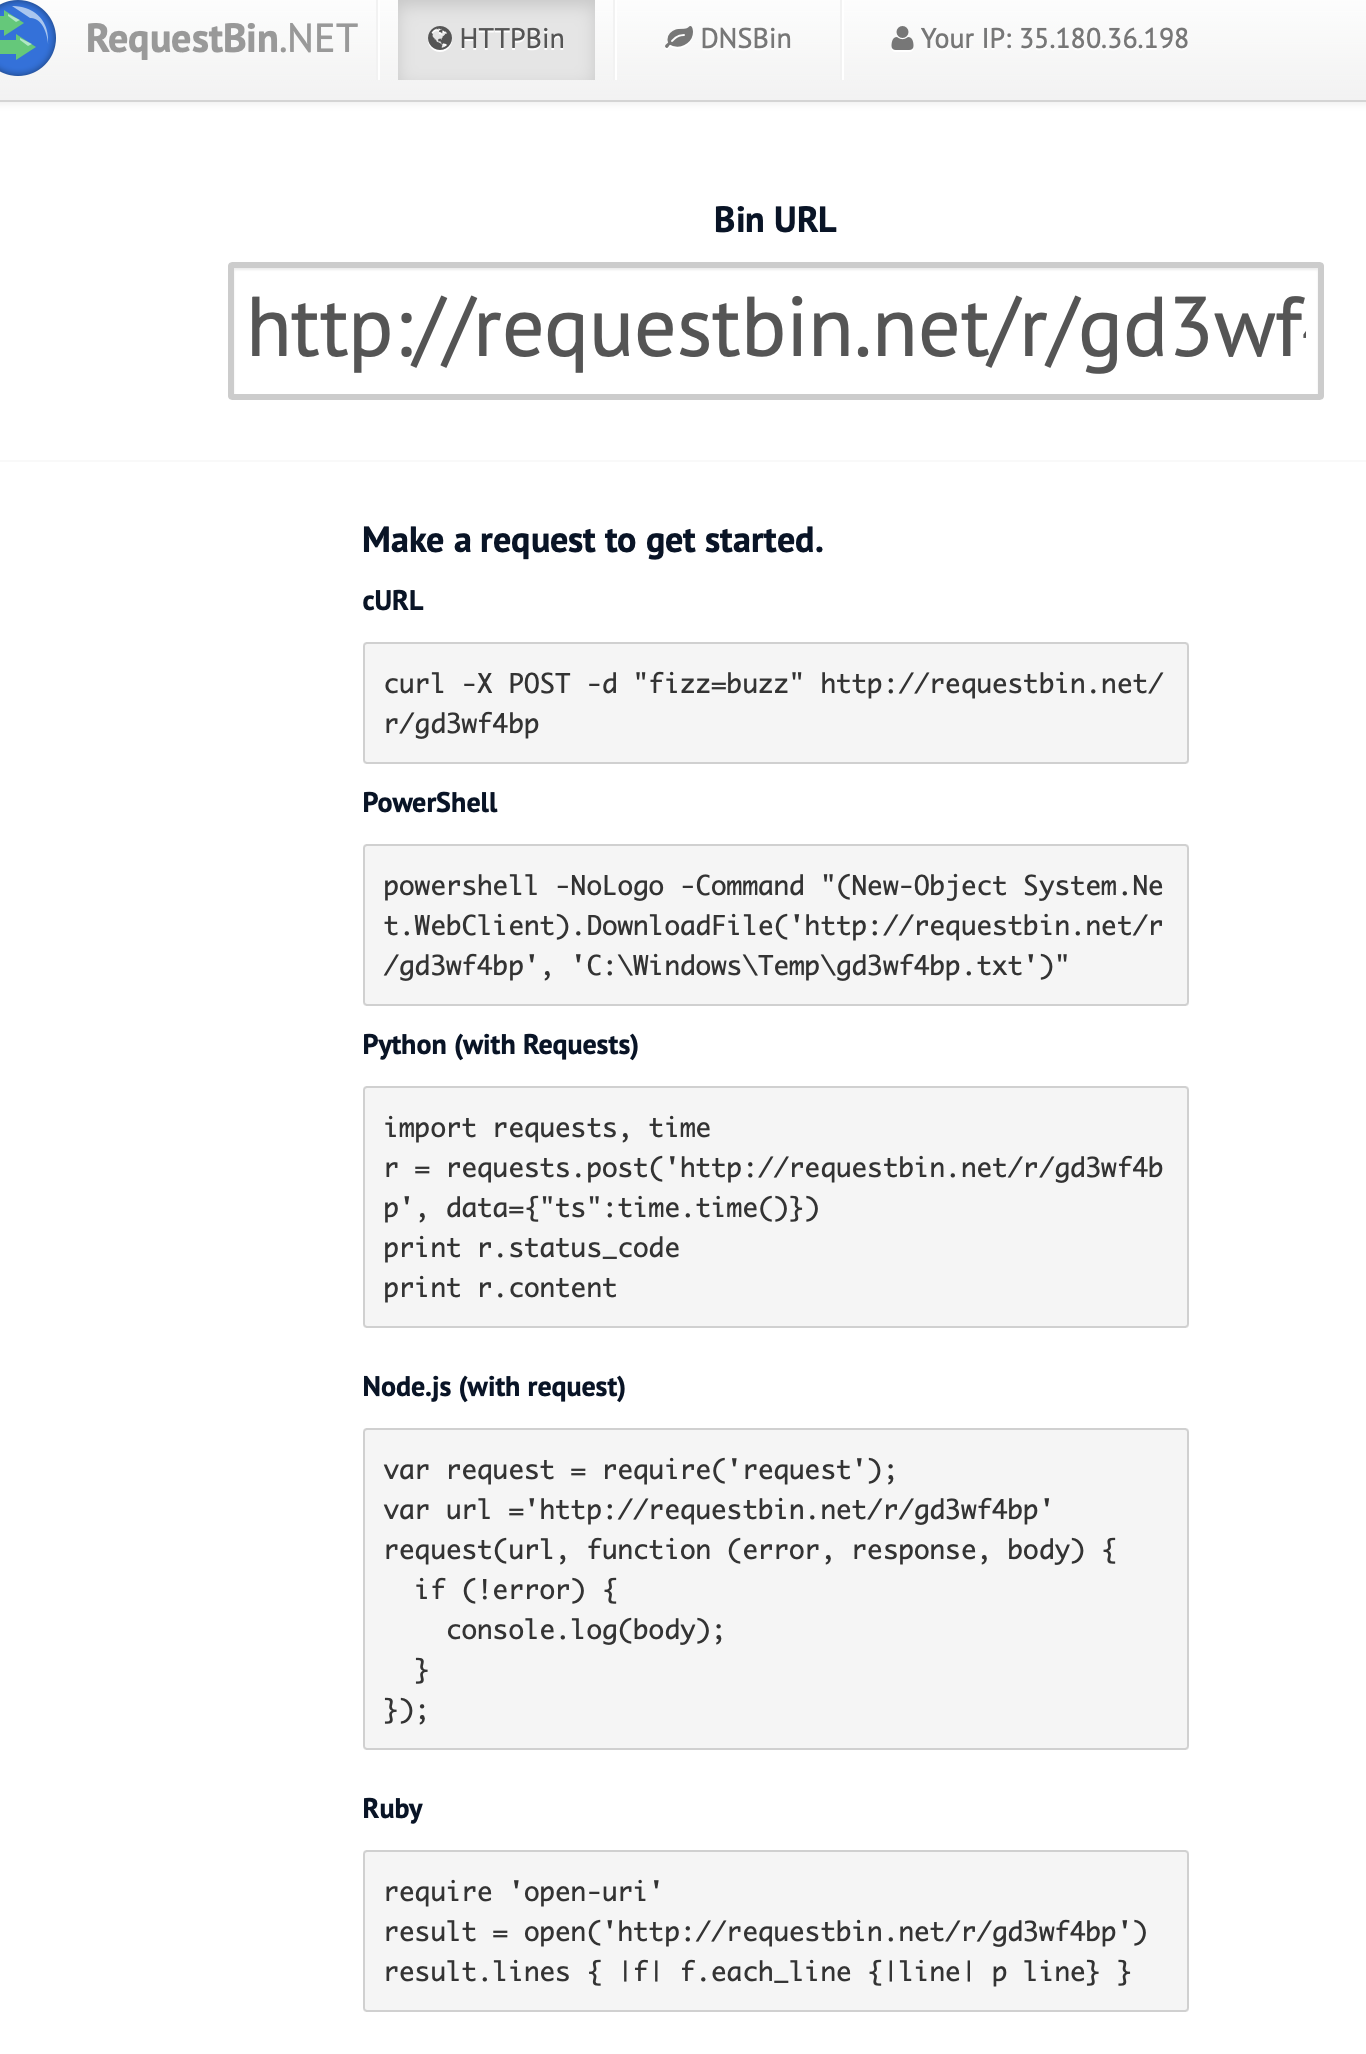 RequestBin.NET
HTTPBin
DNSBin
Your IP: 35.180.36.198
Bin URL
http://requestbin.net/r/gd3wf
Make a request to get started.
cURL
curl -X POST -d "fizz=buzz" http://requestbin.net/
r/gd3wf4bp
PowerShell
powershell -NoLogo -Command "(New-Object System.Ne
t.WebClient).DownloadFile('http://requestbin.net/r
/gd3wf4bp', 'C:\Windows\Temp\gd3wf4bp.txt')"
Python (with Requests)
import requests, time
r = requests.post('http://requestbin.net/r/gd3wf4b
p', data={"ts":time.time()})
print r.status_code
print r.content
Node.js (with request)
var request = require('request');
var url ='http://requestbin.net/r/gd3wf4bp'
request(url, function (error, response, body) {
  if (!error) {
    console.log(body);
  }
});
Ruby
require 'open-uri'
result = open('http://requestbin.net/r/gd3wf4bp')
result.lines { |f| f.each_line {|line| p line} }